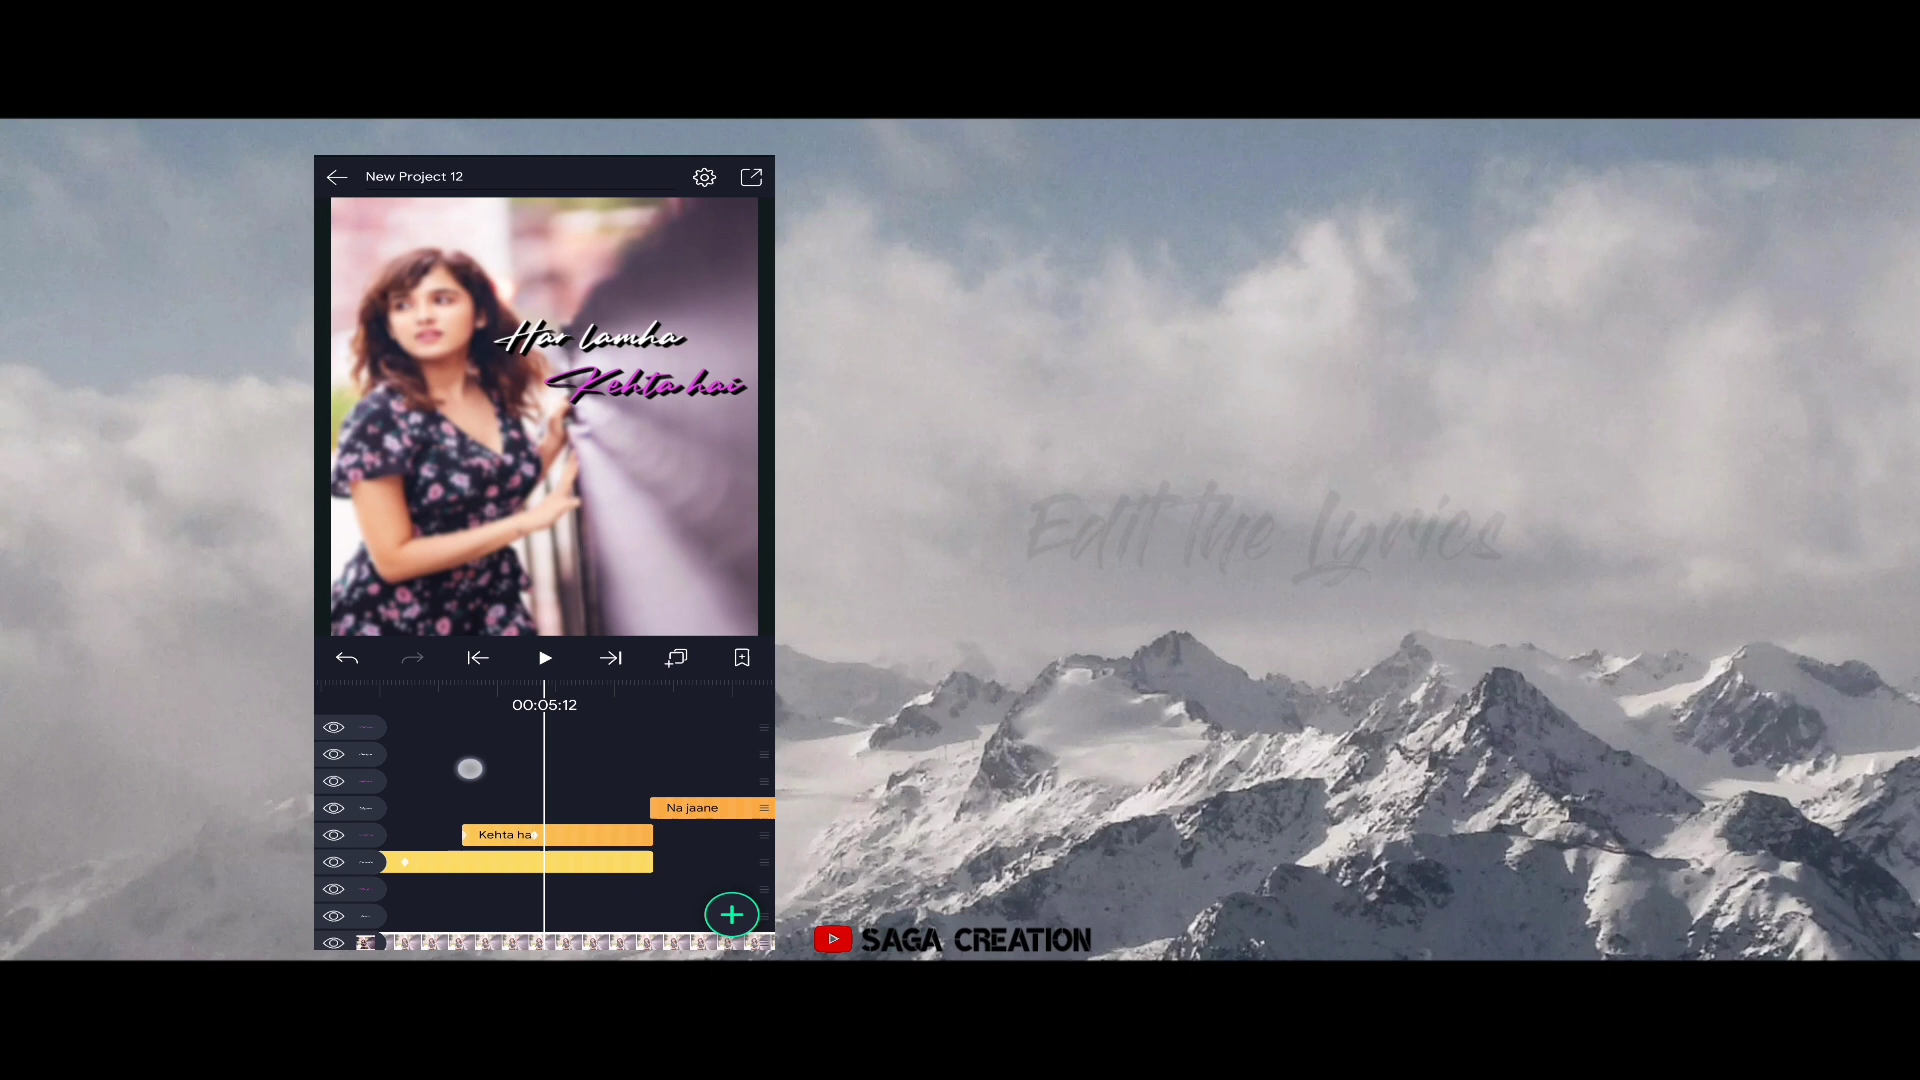 New Project 12
Har lamha
Kehta hai
Edit the Lyrics
00:05:12
Na jaane
Kehta ha
SAGA CREATION